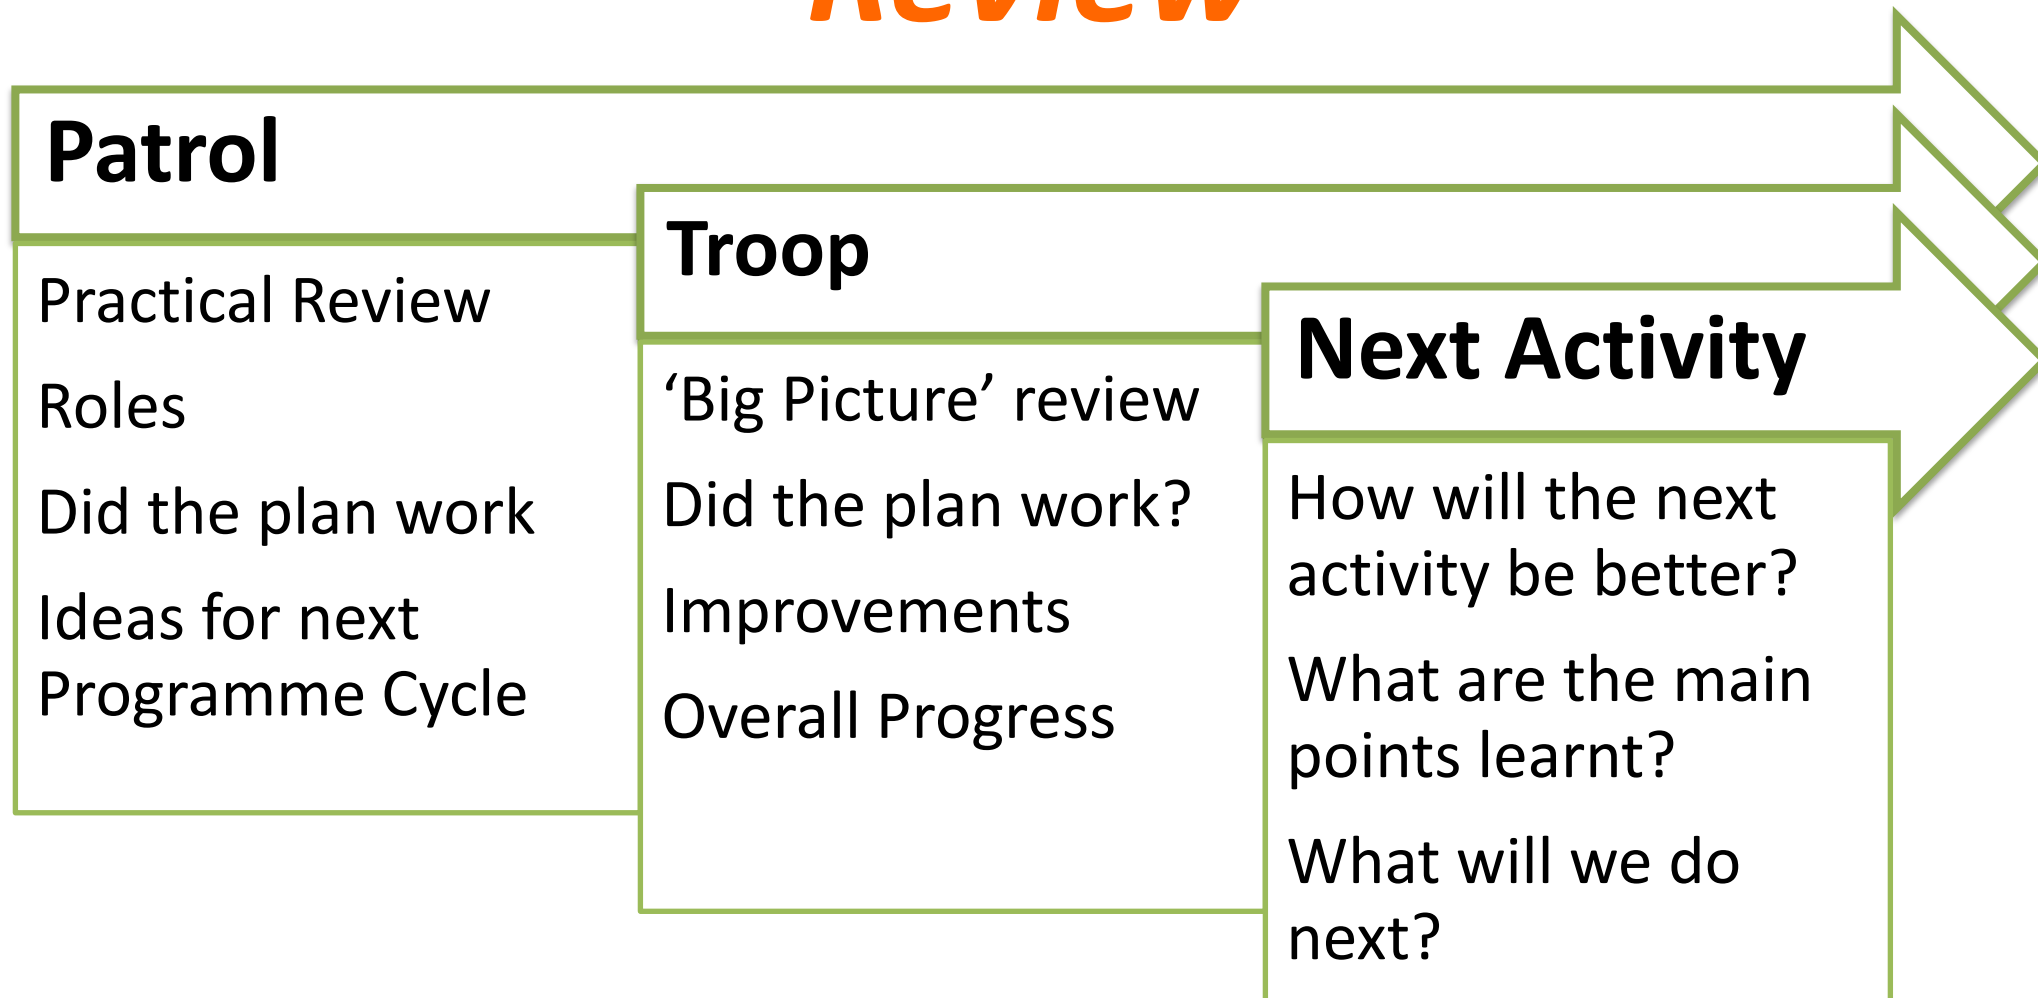 Review
Patrol
Practical Review
Roles
Did the plan work
Ideas for next
Programme Cycle
Troop
‘Big Picture’ review
Did the plan work?
Improvements
Overall Progress
Next Activity
How will the next
activity be better?
What are the main
points learnt?
What will we do
next?